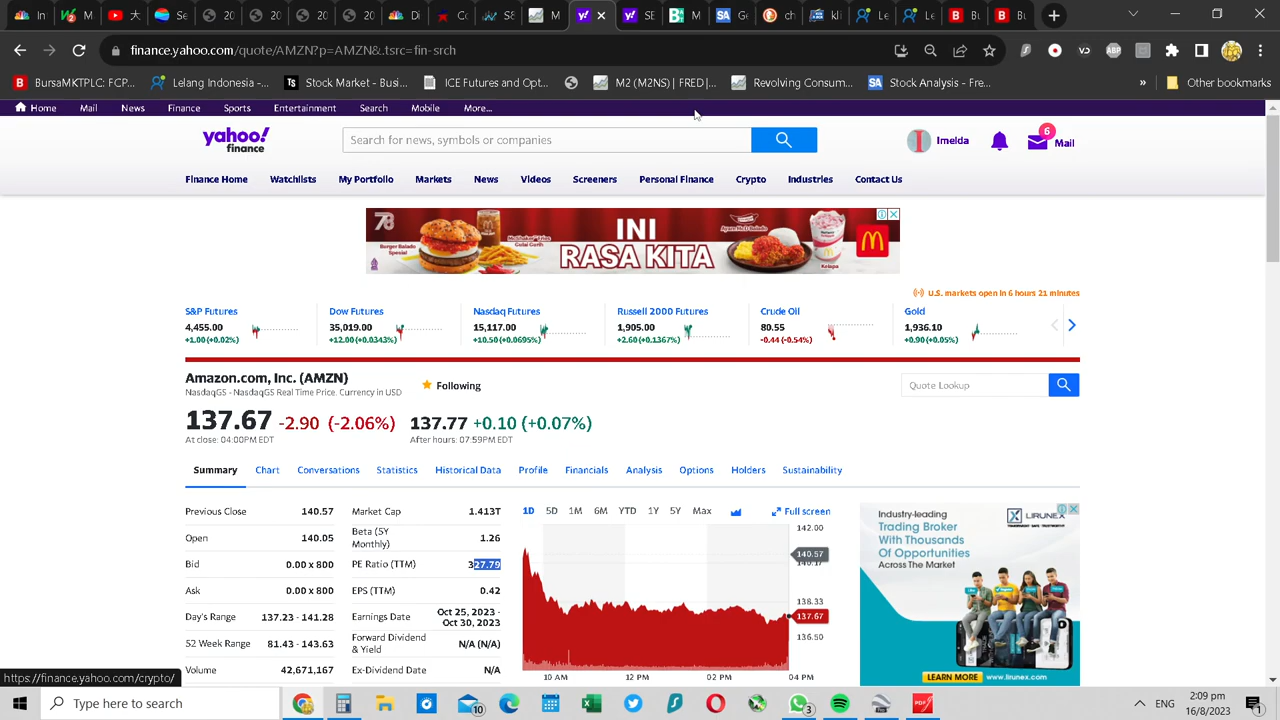 finance.yahoo.com/quote/AMZN?p=AMZN&.tsrc=fin-srch
BursaMKTPLC: FCP...
Lelang Indonesia -...
Stock Market - Busi...
M2 (M2NS) | FRED |...
Revolving Consume...
Stock Analysis - Fre...
»
Other bookmarks
Home Mail News Finance Sports Entertainment Search Mobile More...
yahoo!
finance
Search for news, symbols or companies
Imelda
6
Mail
Finance Home Watchlists My Portfolio Markets News Videos Screeners Personal Finance Crypto Industries Contact Us
Burger Balado
Special
INI
RASA KITA
U.S. markets open in 6 hours 21 minutes
S&P Futures
4,455.00
+1.00 (+0.02%)
Dow Futures
35,019.00
+12.00 (+0.0343%)
Nasdaq Futures
15,117.00
+10.50 (+0.0695%)
Russell 2000 Futures
1,905.00
+2.60 (+0.1367%)
Crude Oil
80.55
-0.44 (-0.54%)
Gold
1,936.10
+0.90 (+0.05%)
Amazon.com, Inc. (AMZN)
NasdaqGS - NasdaqGS Real Time Price. Currency in USD
Following
Quote Lookup
137.67 -2.90 (-2.06%)
At close: 04:00PM EDT
137.77 +0.10 (+0.07%)
After hours: 07:59PM EDT
Summary Chart Conversations Statistics Historical Data Profile Financials Analysis Options Holders Sustainability
Previous Close 140.57
Open 140.05
Bid 0.00 x 800
Ask 0.00 x 800
Day's Range 137.23 - 141.28
52 Week Range 81.43 - 143.63
Volume 42,671,167
Market Cap 1.413T
Beta (5Y
Monthly) 1.26
PE Ratio (TTM) 327.79
EPS (TTM) 0.42
Earnings Date Oct 25, 2023 -
Oct 30, 2023
Forward Dividend
& Yield N/A (N/A)
Ex-Dividend Date N/A
1D 5D 1M 6M YTD 1Y 5Y Max
Full screen
142.00
140.57
138.33
137.67
136.50
10 AM 12 PM 02 PM 04 PM
Industry-leading
Trading Broker
With Thousands
Of Opportunities
Across The Market
LIRUNEX
LEARN MORE www.lirunex.com
https://finance.yahoo.com/crypto/
Type here to search
10
3
ENG
2:09 pm
16/8/2023
1